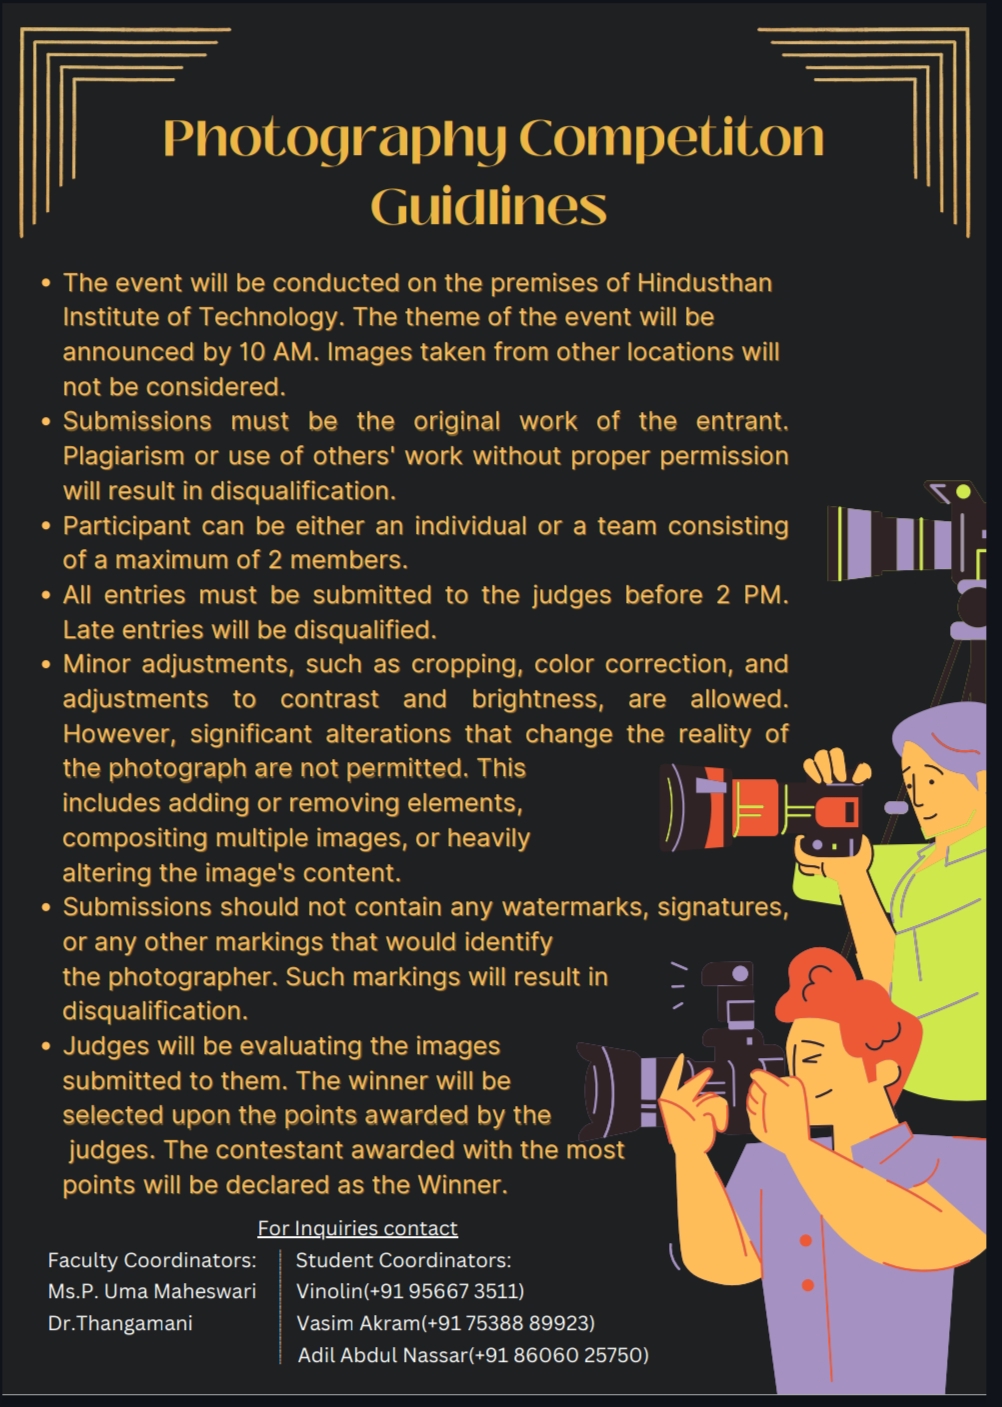 Photography Competiton
Guidlines
• The event will be conducted on the premises of Hindusthan
Institute of Technology. The theme of the event will be
announced by 10 AM. Images taken from other locations will
not be considered.
• Submissions must be the original work of the entrant.
Plagiarism or use of others' work without proper permission
will result in disqualification.
• Participant can be either an individual or a team consisting
of a maximum of 2 members.
• All entries must be submitted to the judges before 2 PM.
Late entries will be disqualified.
• Minor adjustments, such as cropping, color correction, and
adjustments to contrast and brightness, are allowed.
However, significant alterations that change the reality of
the photograph are not permitted. This
includes adding or removing elements,
compositing multiple images, or heavily
altering the image's content.
• Submissions should not contain any watermarks, signatures,
or any other markings that would identify
the photographer. Such markings will result in
disqualification.
• Judges will be evaluating the images
submitted to them. The winner will be
selected upon the points awarded by the
judges. The contestant awarded with the most
points will be declared as the Winner.
For Inquiries contact
Faculty Coordinators:
Ms.P. Uma Maheswari
Dr.Thangamani
Student Coordinators:
Vinolin(+91 95667 3511)
Vasim Akram(+91 75388 89923)
Adil Abdul Nassar(+91 86060 25750)